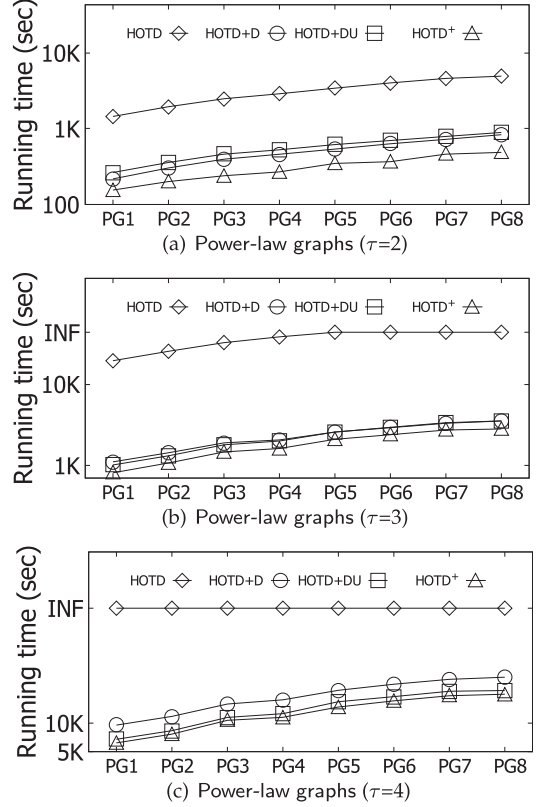 HOTD HOTD+D HOTD+DU HOTD+
Running time (sec)
10K
1K
100
PG1 PG2 PG3 PG4 PG5 PG6 PG7 PG8
(a) Power-law graphs (τ=2)
HOTD HOTD+D HOTD+DU HOTD+
Running time (sec)
INF
10K
1K
PG1 PG2 PG3 PG4 PG5 PG6 PG7 PG8
(b) Power-law graphs (τ=3)
HOTD HOTD+D HOTD+DU HOTD+
Running time (sec)
INF
10K
5K
PG1 PG2 PG3 PG4 PG5 PG6 PG7 PG8
(c) Power-law graphs (τ=4)